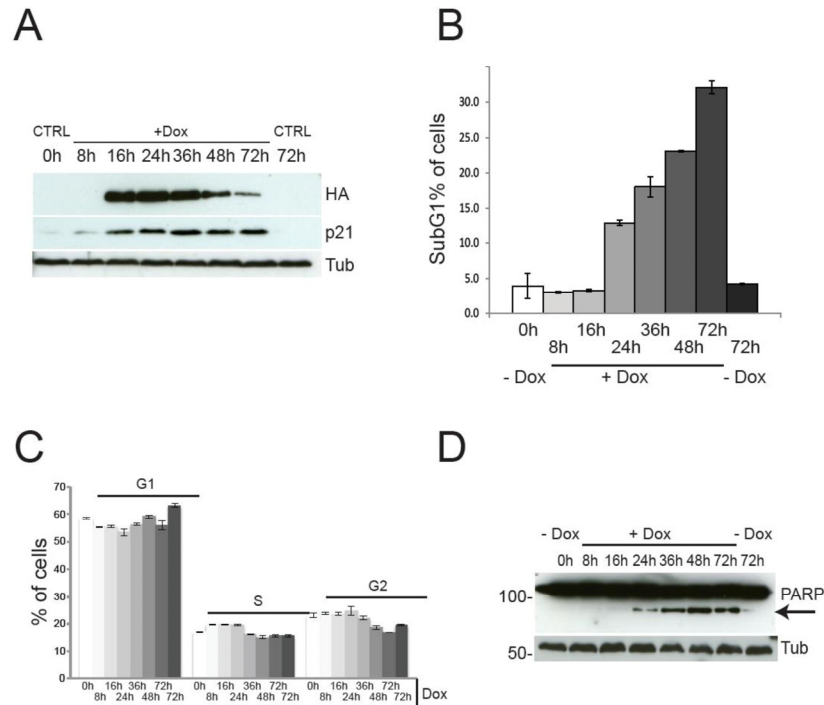 A
CTRL +Dox CTRL
0h 8h 16h 24h 36h 48h 72h 72h
HA
p21
Tub
B
SubG1% of cells
30.0
25.0
20.0
15.0
10.0
5.0
0.0
0h 16h 36h 72h
8h 24h 48h 72h
- Dox + Dox - Dox
C
% of cells
70
60
50
40
30
20
10
0
G1
S
G2
0h 16h 36h 72h 0h 16h 36h 72h 0h 16h 36h 72h
8h 24h 48h 72h 8h 24h 48h 72h 8h 24h 48h 72h
Dox
D
- Dox + Dox - Dox
0h 8h 16h 24h 36h 48h 72h 72h
100-
PARP
50-
Tub